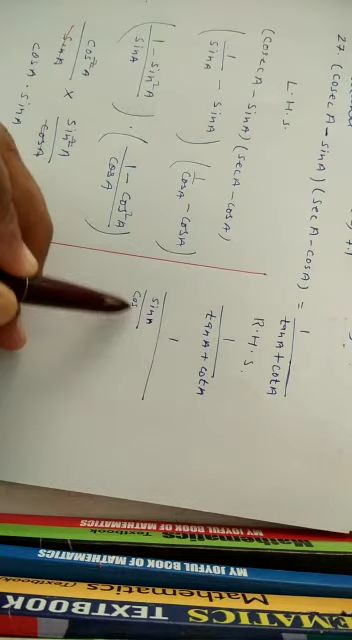 27. (cosecA - sinA) (secA - cosA) = 1 / tanA + cotA
L.H.S.
(cosecA - sinA) (secA - cosA)
(1 / sinA - sinA) (1 / cosA - cosA)
(1 - sin²A / sinA) · (1 - cos²A / cosA)
cos²A / sinA × sin²A / cosA
cosA · sinA
R.H.S.
1 / tanA + cotA
1
sinA / cos
MY JOYFUL BOOK OF MATHEMATICS
Mathematics
MY JOYFUL BOOK OF MATHEMATICS
Mathematics (Textbook)
EMATICS TEXTBOOK